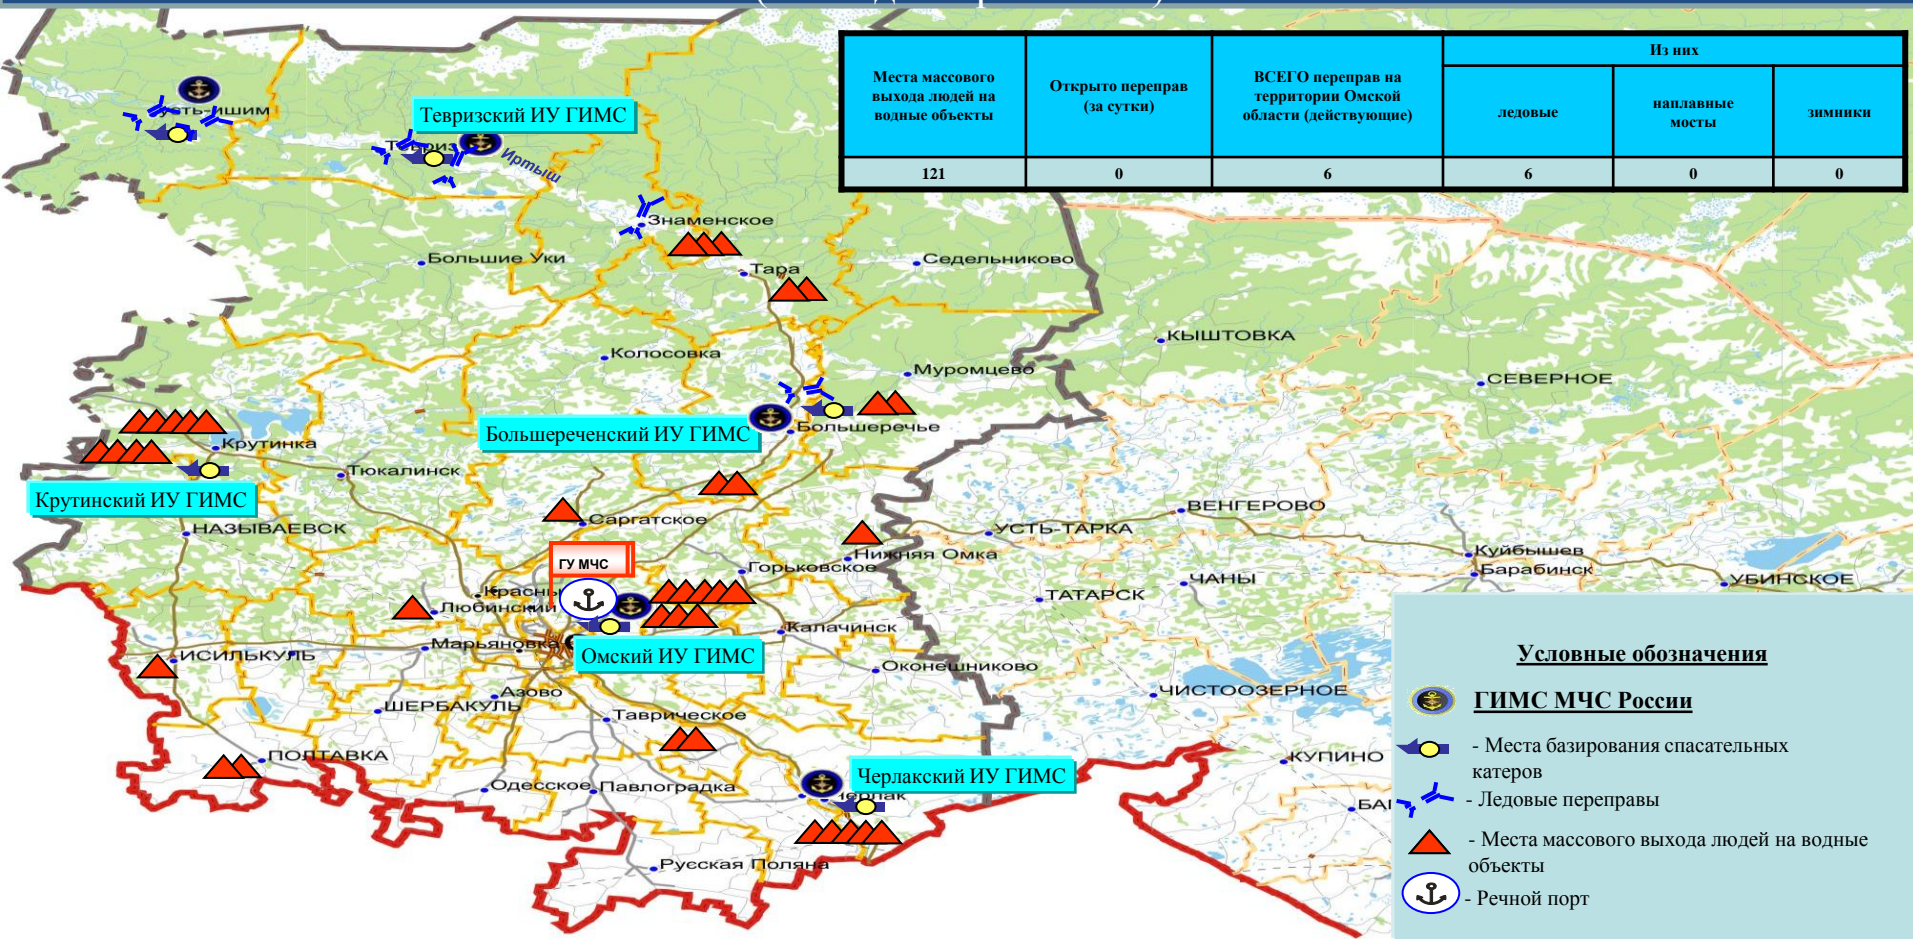 Места массового
выхода людей на
водные объекты
Открыто переправ
(за сутки)
ВСЕГО переправ на
территории Омской
области (действующие)
Из них
ледовые
наплавные
мосты
зимники
121
0
6
6
0
0
Тевризский ИУ ГИМС
Иртыш
Знаменское
Большие Уки
Тара
Седельниково
КЫШТОВКА
Колосовка
Муромцево
СЕВЕРНОЕ
Большереченский ИУ ГИМС
Большеречье
Крутинка
Тюкалинск
Крутинский ИУ ГИМС
НАЗЫВАЕВСК
Саргатское
ВЕНГЕРОВО
УСТЬ-ТАРКА
Нижняя Омка
Куйбышев
Барабинск
ГУ МЧС
Горьковское
ЧАНЫ
УБИНСКОЕ
ТАТАРСК
Любинский
Калачинск
Марьяновка
Омский ИУ ГИМС
ИСИЛЬКУЛЬ
Оконешниково
ЧИСТООЗЕРНОЕ
Азово
ШЕРБАКУЛЬ
Таврическое
ПОЛТАВКА
КУПИНО
Черлакский ИУ ГИМС
Одесское
Павлоградка
Русская Поляна
Условные обозначения
ГИМС МЧС России
- Места базирования спасательных
катеров
- Ледовые переправы
- Места массового выхода людей на водные
объекты
- Речной порт